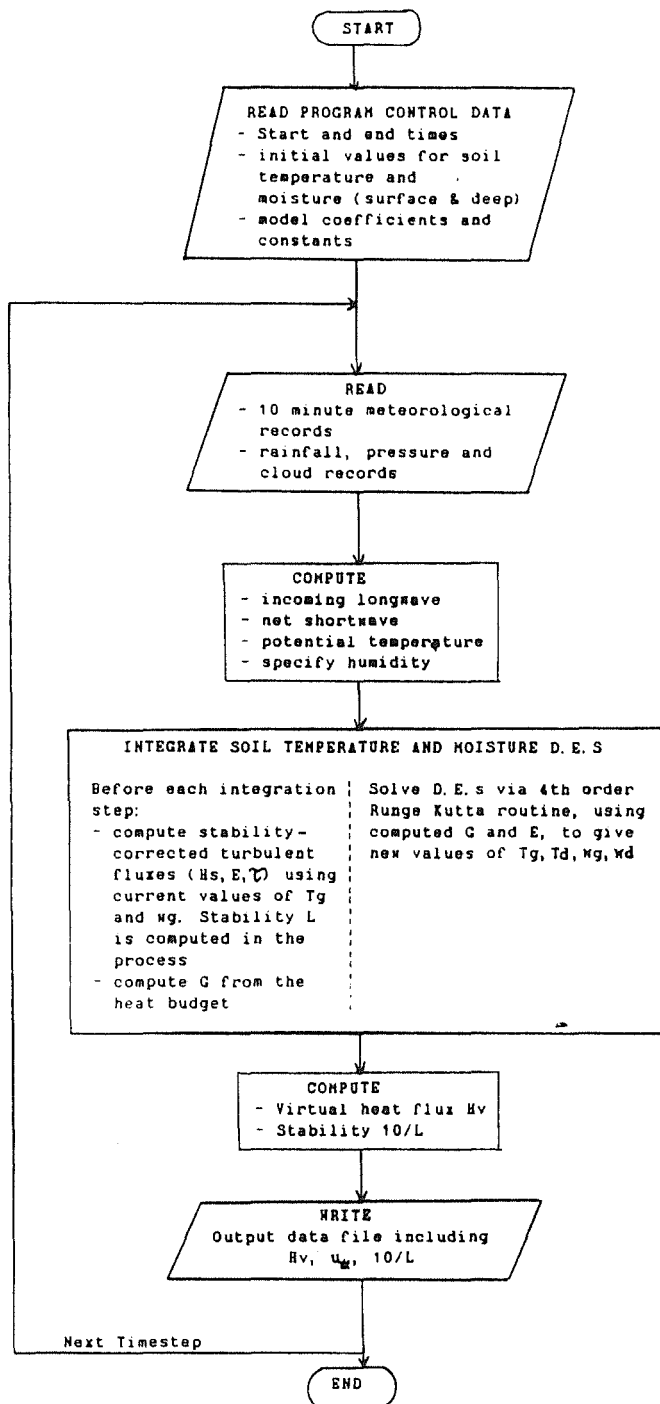 START
READ PROGRAM CONTROL DATA
- Start and end times
- initial values for soil
temperature and
moisture (surface & deep)
- model coefficients and
constants
READ
- 10 minute meteorological
records
- rainfall, pressure and
cloud records
COMPUTE
- incoming longwave
- net shortwave
- potential temperature
- specify humidity
INTEGRATE SOIL TEMPERATURE AND MOISTURE D.E.S
Before each integration
step:
- compute stability-
corrected turbulent
fluxes (Hs, E, τ) using
current values of Tg
and wg. Stability L
is computed in the
process
- compute G from the
heat budget
Solve D.E.s via 4th order
Runge Kutta routine, using
computed G and E, to give
new values of Tg, Td, wg, wd
COMPUTE
- Virtual heat flux Hv
- Stability 10/L
WRITE
Output data file including
Hv, u*, 10/L
Next Timestep
END